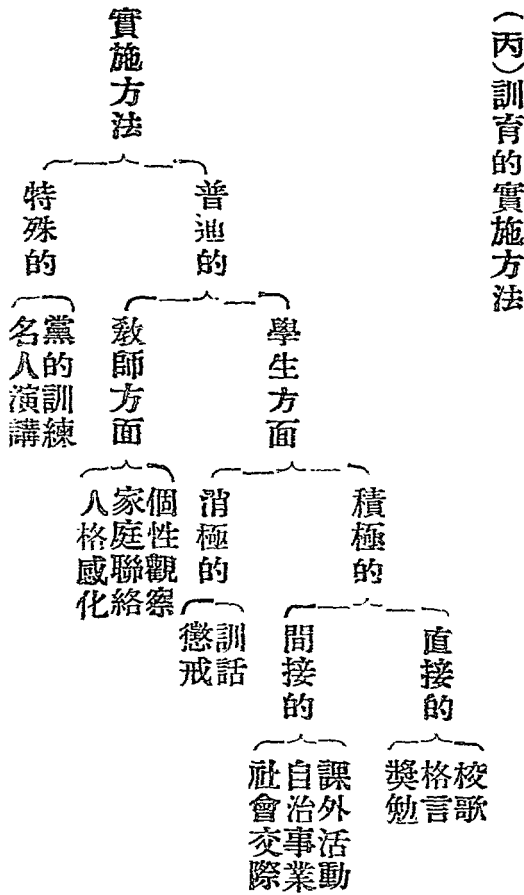 (丙)訓育的實施方法
實施方法
普通的
學生方面
積極的
直接的
校歌
格言
獎勉
間接的
課外活動
自治事業
社會交際
消極的
訓話
懲戒
教師方面
個性觀察
家庭聯絡
人格感化
特殊的
黨的訓練
名人演講